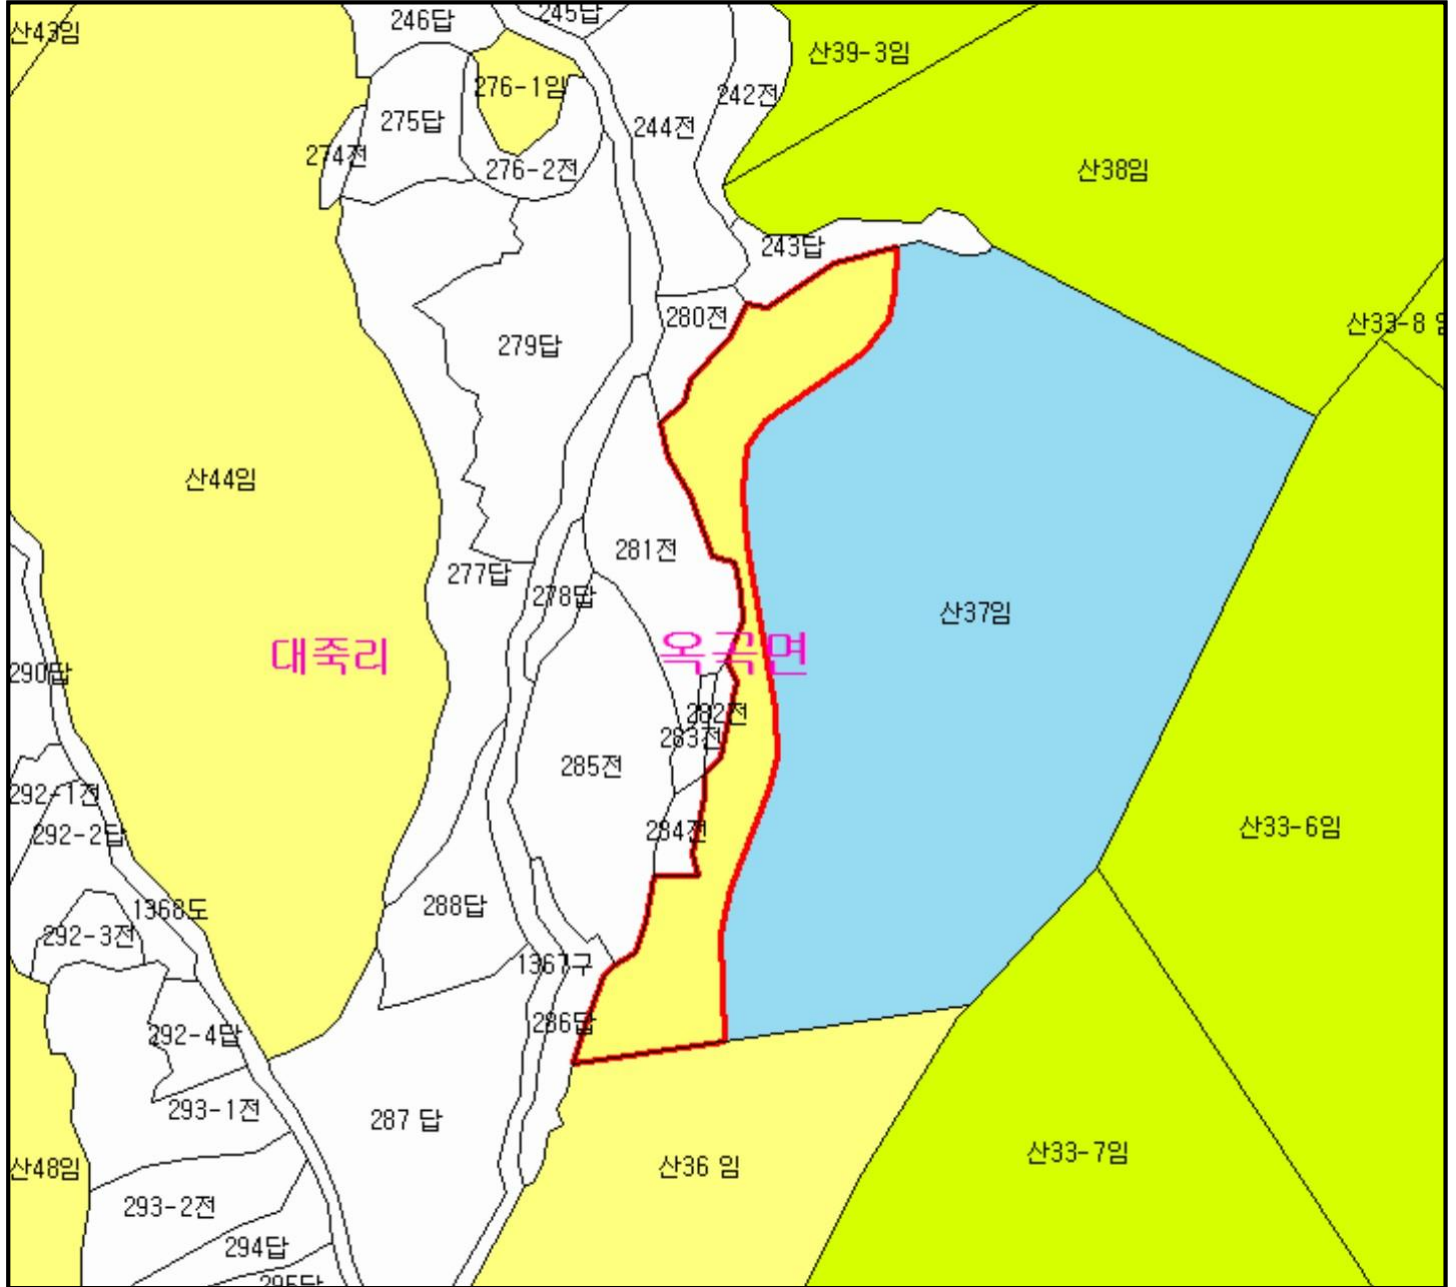 245답
246답
산43임
산39-3임
276-1임
242전
275답
244전
274전
276-2전
산38임
243답
280전
산33-8 임
279답
산44임
281전
277답
278답
산37임
대죽리
옥곡면
290답
282전
283전
285전
292-1전
284전
292-2답
산33-6임
288답
1368도
292-3전
1367구
286답
292-4답
293-1전
287 답
산33-7임
산48임
산36 임
293-2전
294답
295답